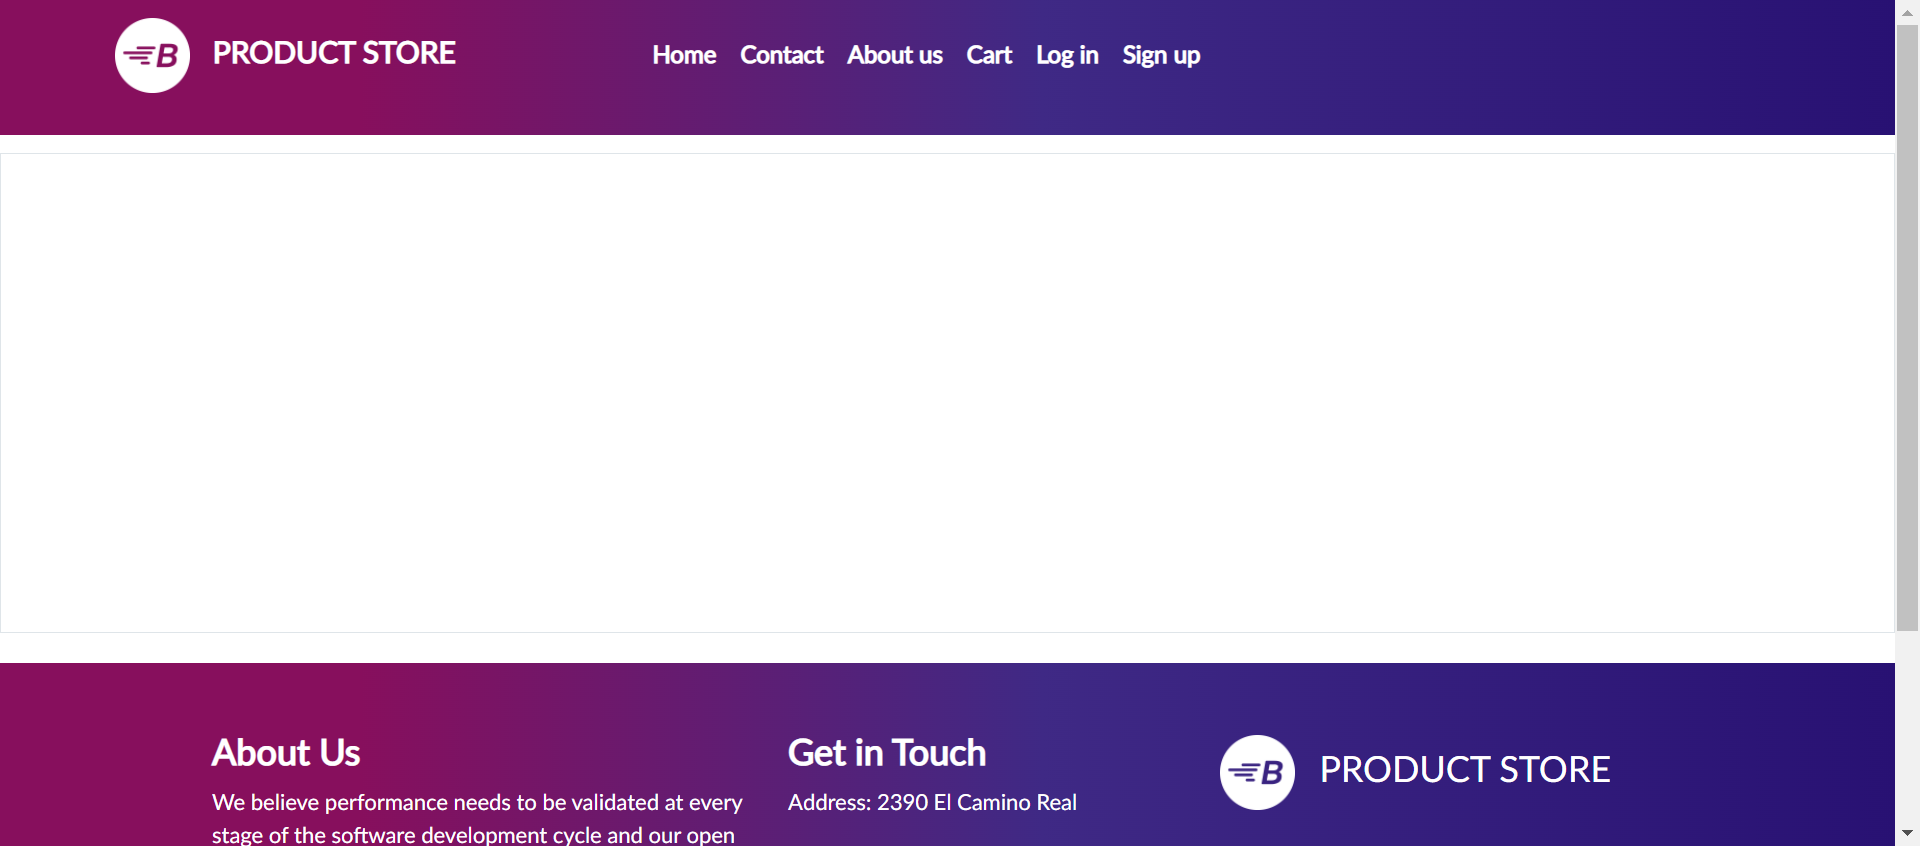 B PRODUCT STORE Home Contact About us Cart Log in Sign up
About Us
We believe performance needs to be validated at every
stage of the software development cycle and our open
Get in Touch
Address: 2390 El Camino Real
B PRODUCT STORE